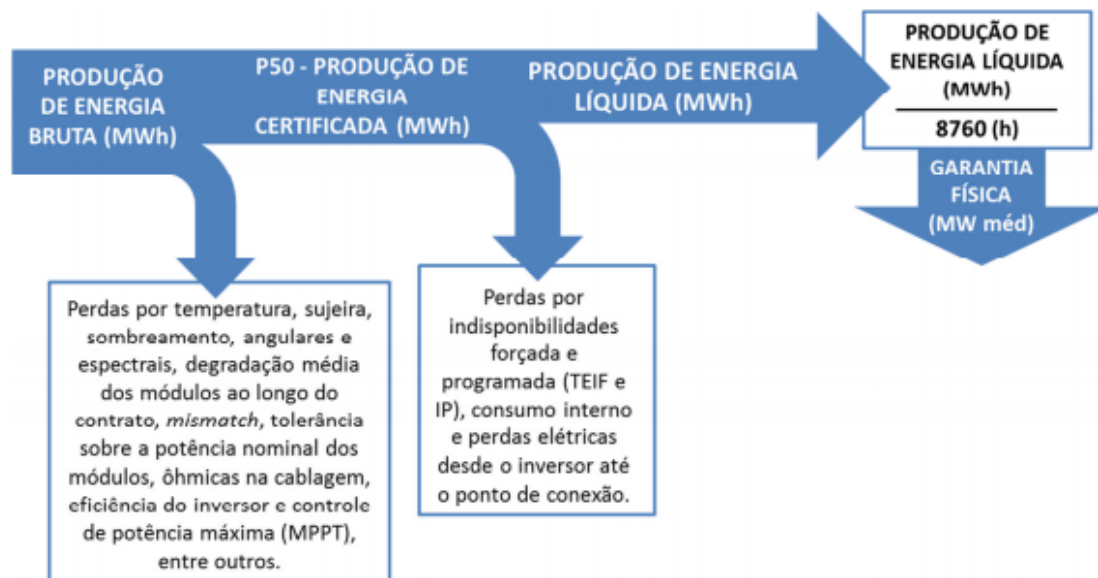 PRODUÇÃO
DE ENERGIA
BRUTA (MWh)
P50 - PRODUÇÃO DE
ENERGIA
CERTIFICADA (MWh)
PRODUÇÃO DE ENERGIA
LÍQUIDA (MWh)
PRODUÇÃO DE
ENERGIA LÍQUIDA
(MWh)
8760 (h)
GARANTIA
FÍSICA
(MW méd)
Perdas por temperatura, sujeira,
sombreamento, angulares e
espectrais, degradação média
dos módulos ao longo do
contrato, mismatch, tolerância
sobre a potência nominal dos
módulos, ôhmicas na cablagem,
eficiência do inversor e controle
de potência máxima (MPPT),
entre outros.
Perdas por
indisponibilidades
forçada e
programada (TEIF e
IP), consumo interno
e perdas elétricas
desde o inversor até
o ponto de conexão.